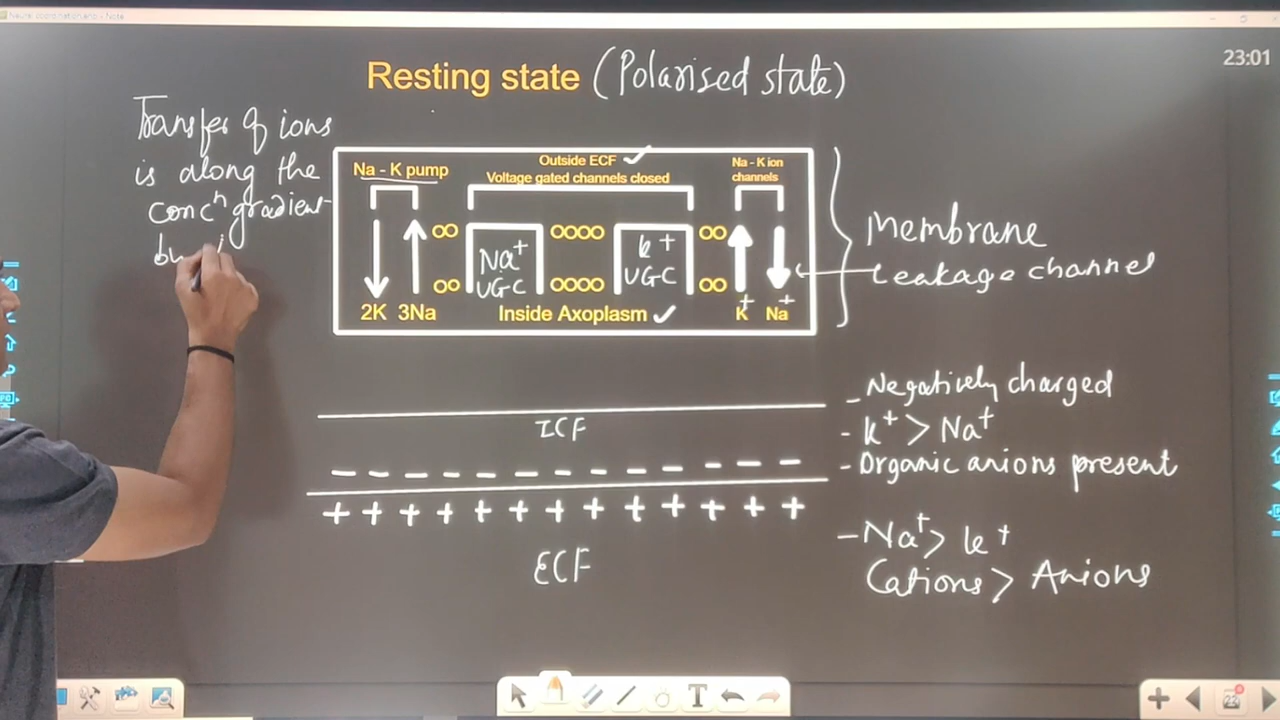 23:01
Resting state (Polarised state)
Transfer of ions
is along the
concⁿ gradient
Na - K pump
Outside ECF
Voltage gated channels closed
Na - K ion
channels
Na⁺
VGC
K⁺
VGC
2K 3Na
Inside Axoplasm
K⁺ Na⁺
Membrane
Leakage channel
ICF
- Negatively charged
- K⁺ > Na⁺
- Organic anions present
— — — — — — — — — — — — —
+ + + + + + + + + + + + +
ECF
- Na⁺ > K⁺
Cations > Anions
T